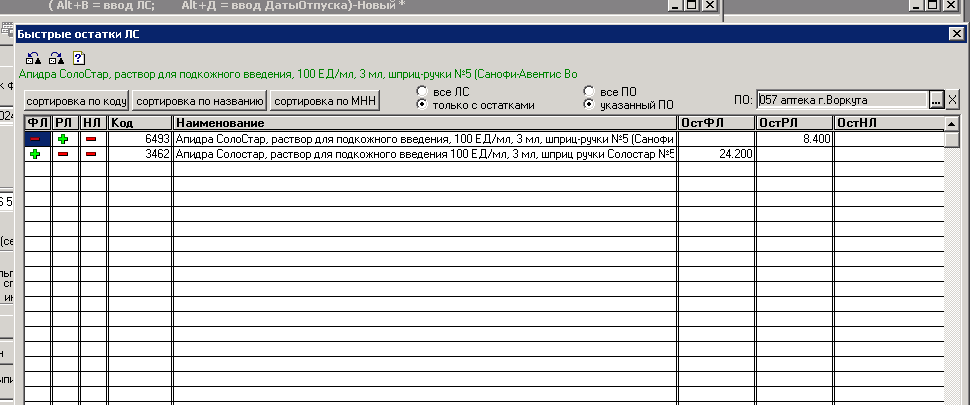 ( Alt+В = ввод ЛС; Alt+Д = ввод ДатыОтпуска)-Новый *
Быстрые остатки ЛС
Апидра СолоСтар, раствор для подкожного введения, 100 ЕД/мл, 3 мл, шприц-ручки №5 (Санофи-Авентис Во
сортировка по коду сортировка по названию сортировка по МНН
все ЛС
только с остатками
все ПО
указанный ПО
ПО: 057 аптека г.Воркута ... X
ФЛ РЛ НЛ Код Наименование ОстФЛ ОстРЛ ОстНЛ
6493 Апидра СолоСтар, раствор для подкожного введения, 100 ЕД/мл, 3 мл, шприц-ручки №5 (Санофи 8.400
3462 Апидра Солостар, раствор для подкожного введения 100 ЕД/мл, 3 мл, шприц ручки Солостар №5 24.200